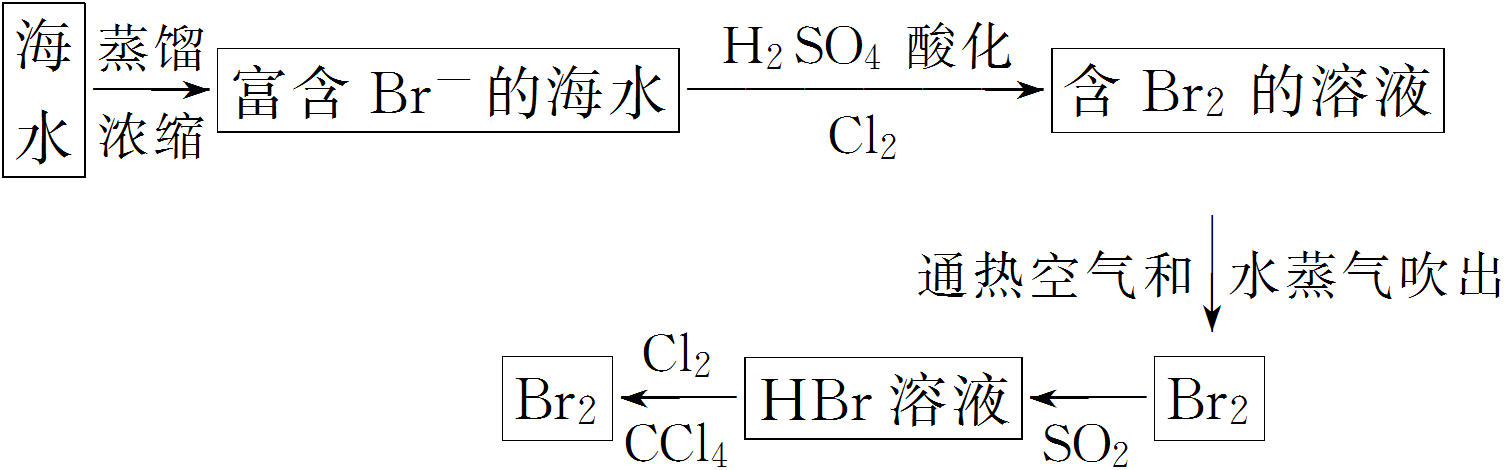 海水
蒸馏
浓缩
富含 Br⁻ 的海水
H₂SO₄ 酸化
Cl₂
含 Br₂ 的溶液
通热空气和 水蒸气吹出
Br₂
SO₂
HBr 溶液
Cl₂
CCl₄
Br₂